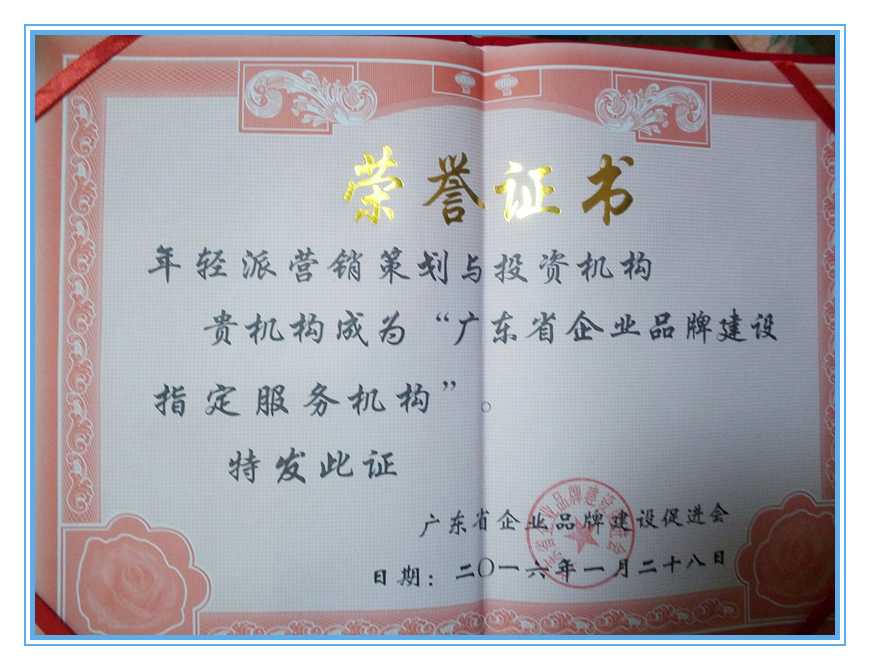 荣誉证书
年轻派营销策划与投资机构
贵机构成为“广东省企业品牌建设
指定服务机构”。
特发此证
广东省企业品牌建设促进会
日期：二〇一六年一月二十八日